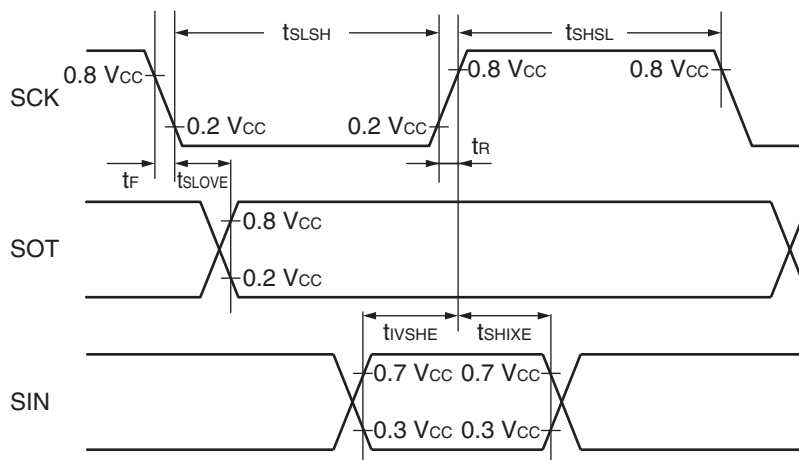 tSLSH
tSHSL
SCK
0.8 VCC
0.8 VCC
0.8 VCC
0.2 VCC
0.2 VCC
tF
tSLOVE
tR
SOT
0.8 VCC
0.2 VCC
tIVSHE
tSHIXE
SIN
0.7 VCC
0.7 VCC
0.3 VCC
0.3 VCC